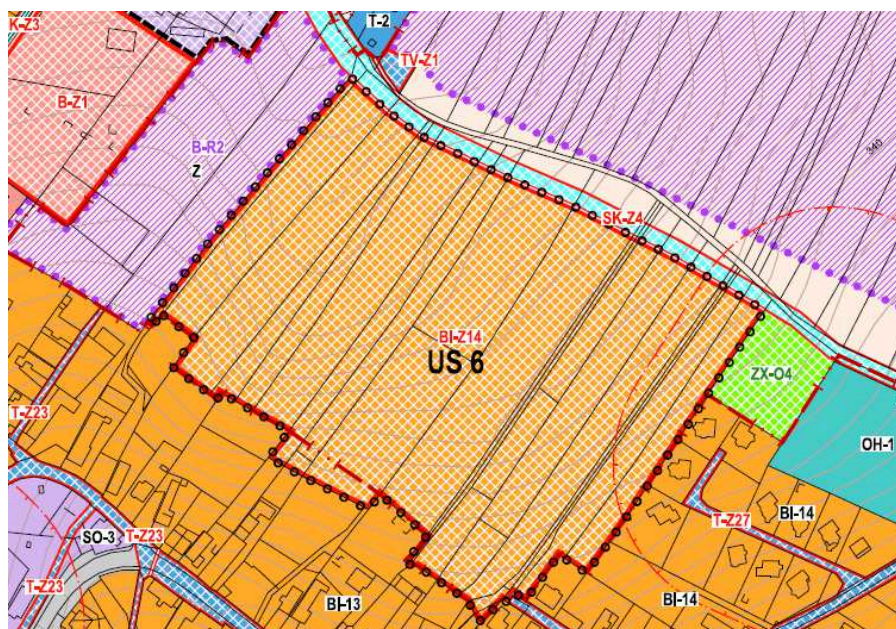 T-2
K-Z3
TV-Z1
B-Z1
B-R2
Z
340
SK-Z4
BI-Z14
US 6
ZX-O4
T-Z23
OH-1
T-Z27
BI-14
SO-3
T-Z23
T-Z23
BI-13
BI-14